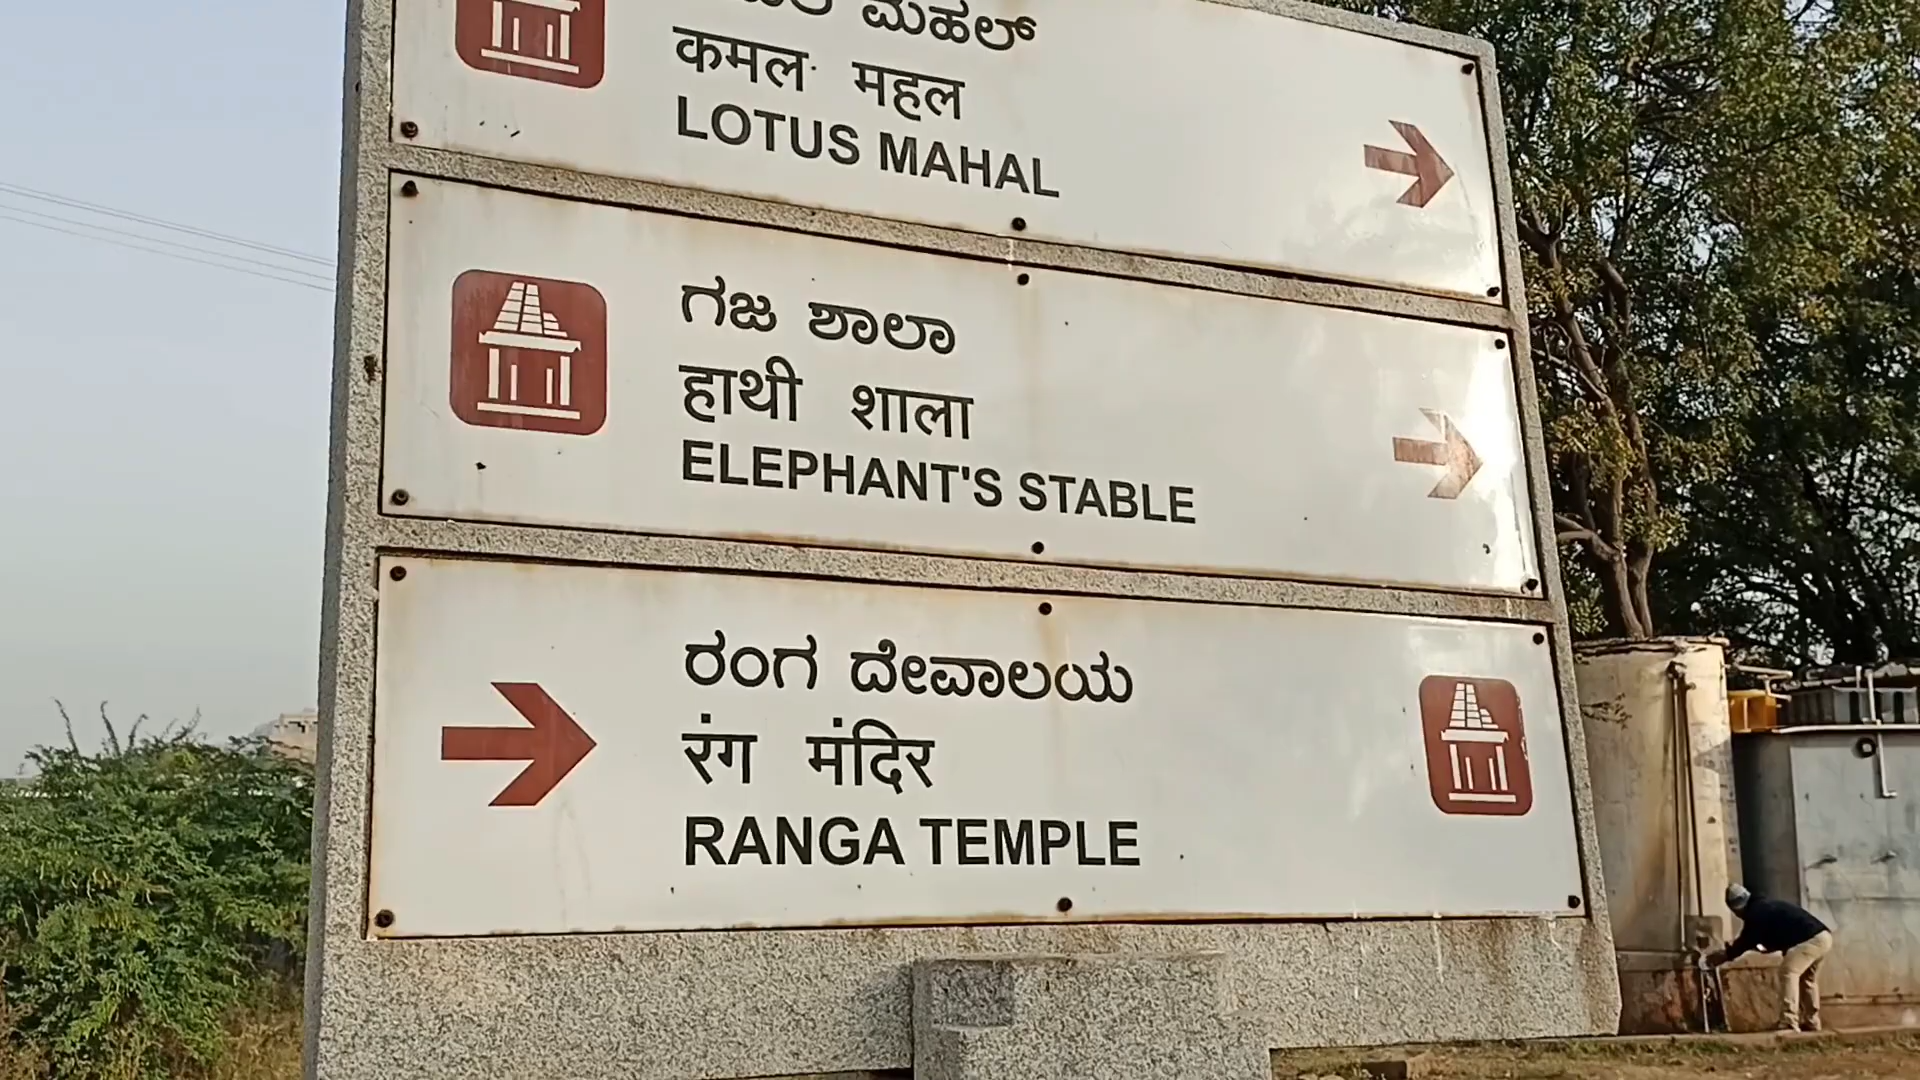 ಮಹಲ್
कमल महल
LOTUS MAHAL
ಗಜ ಶಾಲಾ
हाथी शाला
ELEPHANT'S STABLE
ರಂಗ ದೇವಾಲಯ
रंग मंदिर
RANGA TEMPLE